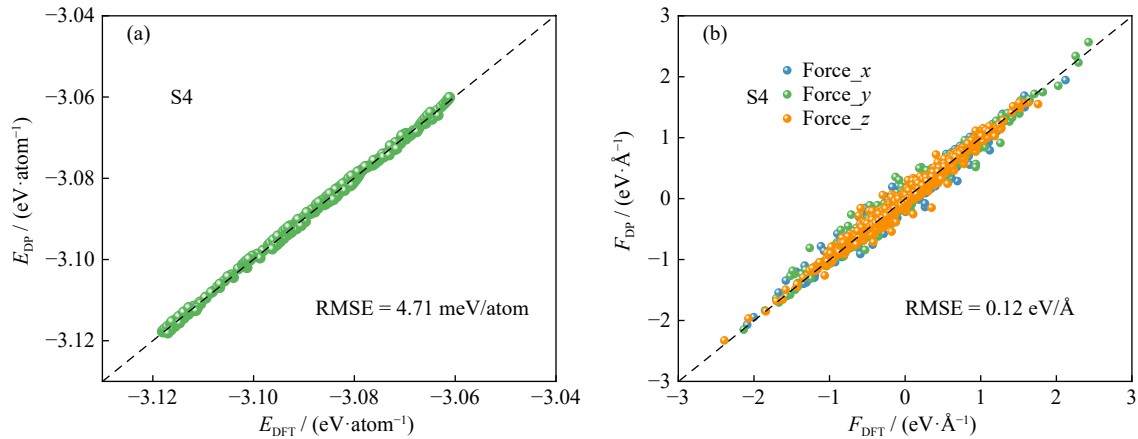 (a)
S4
RMSE = 4.71 meV/atom
−3.04
−3.06
−3.08
−3.10
−3.12
E_DP / (eV·atom⁻¹)
−3.12
−3.10
−3.08
−3.06
−3.04
E_DFT / (eV·atom⁻¹)
(b)
Force_x
S4 Force_y
Force_z
RMSE = 0.12 eV/Å
3
2
1
0
−1
−2
−3
F_DP / (eV·Å⁻¹)
−3
−2
−1
0
1
2
3
F_DFT / (eV·Å⁻¹)